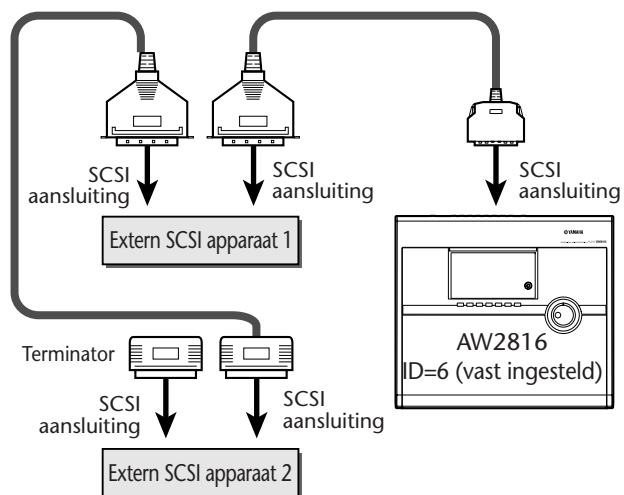 SCSI
aansluiting
SCSI
aansluiting
SCSI
aansluiting
Extern SCSI apparaat 1
YAMAHA
AW2816
ID=6 (vast ingesteld)
Terminator
SCSI
aansluiting
SCSI
aansluiting
Extern SCSI apparaat 2